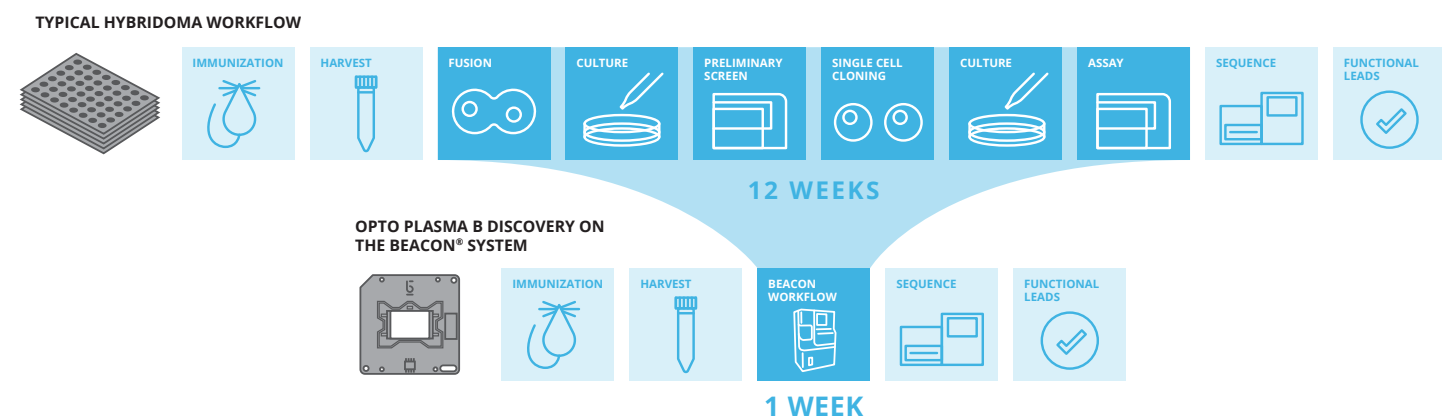 TYPICAL HYBRIDOMA WORKFLOW
IMMUNIZATION
HARVEST
FUSION
CULTURE
PRELIMINARY
SCREEN
SINGLE CELL
CLONING
CULTURE
ASSAY
SEQUENCE
FUNCTIONAL
LEADS
12 WEEKS
OPTO PLASMA B DISCOVERY ON
THE BEACON® SYSTEM
IMMUNIZATION
HARVEST
BEACON
WORKFLOW
SEQUENCE
FUNCTIONAL
LEADS
1 WEEK